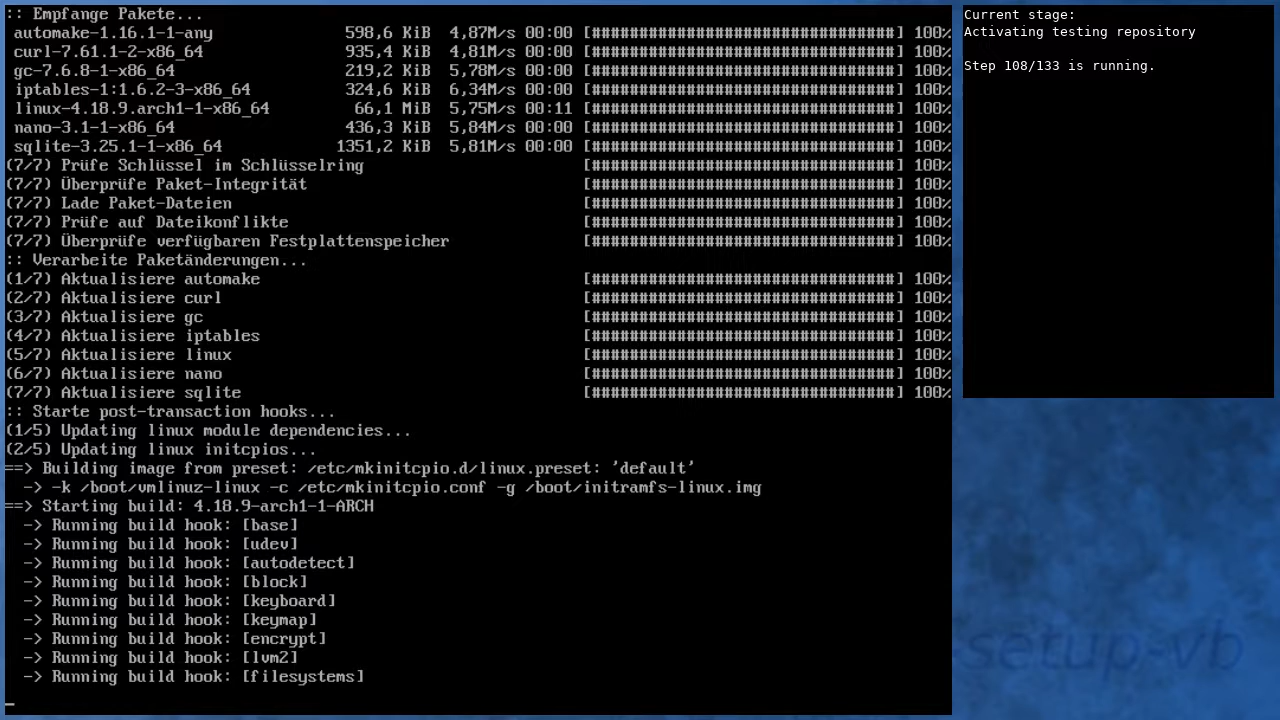 :: Empfange Pakete...
automake-1.16.1-1-any 598,6 KiB 4,87M/s 00:00 [################################] 100%
curl-7.61.1-2-x86_64 935,4 KiB 4,81M/s 00:00 [################################] 100%
gc-7.6.8-1-x86_64 219,2 KiB 5,78M/s 00:00 [################################] 100%
iptables-1:1.6.2-3-x86_64 324,6 KiB 6,34M/s 00:00 [################################] 100%
linux-4.18.9.arch1-1-x86_64 66,1 MiB 5,75M/s 00:11 [################################] 100%
nano-3.1-1-x86_64 436,3 KiB 5,84M/s 00:00 [################################] 100%
sqlite-3.25.1-1-x86_64 1351,2 KiB 5,81M/s 00:00 [################################] 100%
(7/7) Prüfe Schlüssel im Schlüsselring [################################] 100%
(7/7) Überprüfe Paket-Integrität [################################] 100%
(7/7) Lade Paket-Dateien [################################] 100%
(7/7) Prüfe auf Dateikonflikte [################################] 100%
(7/7) Überprüfe verfügbaren Festplattenspeicher [################################] 100%
:: Verarbeite Paketänderungen...
(1/7) Aktualisiere automake [################################] 100%
(2/7) Aktualisiere curl [################################] 100%
(3/7) Aktualisiere gc [################################] 100%
(4/7) Aktualisiere iptables [################################] 100%
(5/7) Aktualisiere linux [################################] 100%
(6/7) Aktualisiere nano [################################] 100%
(7/7) Aktualisiere sqlite [################################] 100%
:: Starte post-transaction hooks...
(1/5) Updating linux module dependencies...
(2/5) Updating linux initcpios...
==> Building image from preset: /etc/mkinitcpio.d/linux.preset: 'default'
-> -k /boot/vmlinuz-linux -c /etc/mkinitcpio.conf -g /boot/initramfs-linux.img
==> Starting build: 4.18.9-arch1-1-ARCH
-> Running build hook: [base]
-> Running build hook: [udev]
-> Running build hook: [autodetect]
-> Running build hook: [block]
-> Running build hook: [keyboard]
-> Running build hook: [keymap]
-> Running build hook: [encrypt]
-> Running build hook: [lvm2]
-> Running build hook: [filesystems]
_
Current stage:
Activating testing repository
Step 108/133 is running.
setup-vb